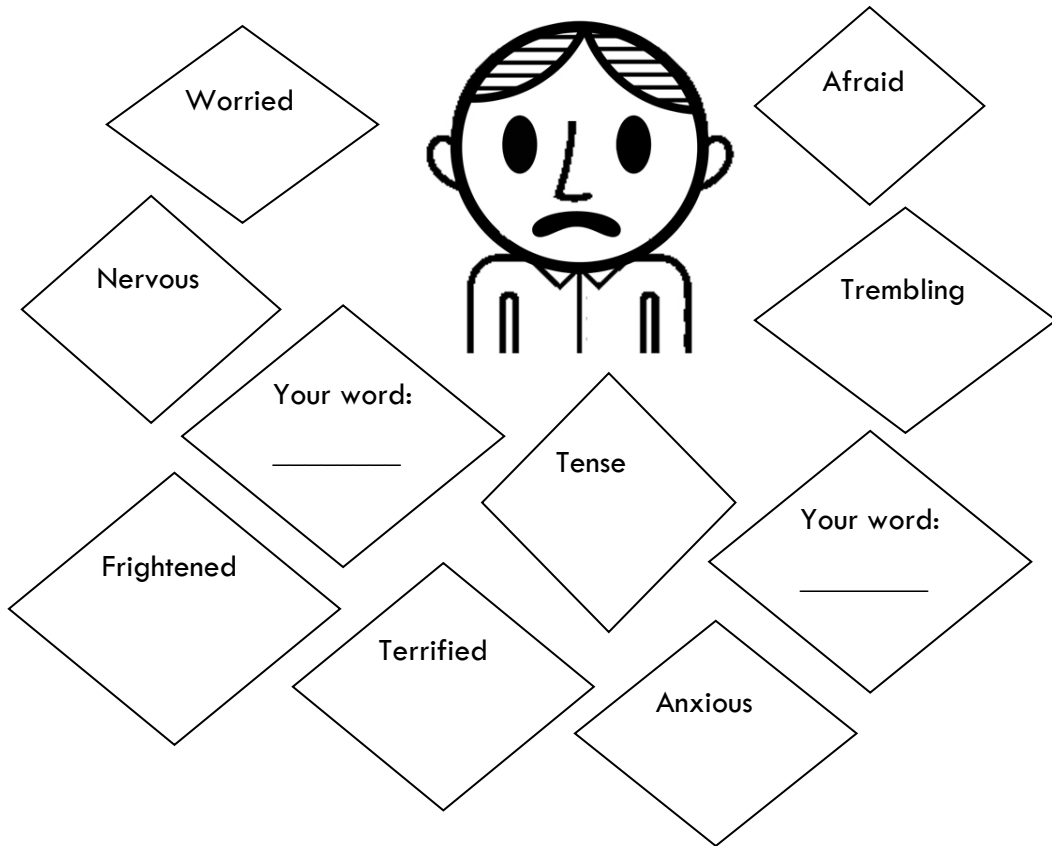 Worried
Afraid
Nervous
Trembling
Your word:
________
Tense
Your word:
________
Frightened
Terrified
Anxious